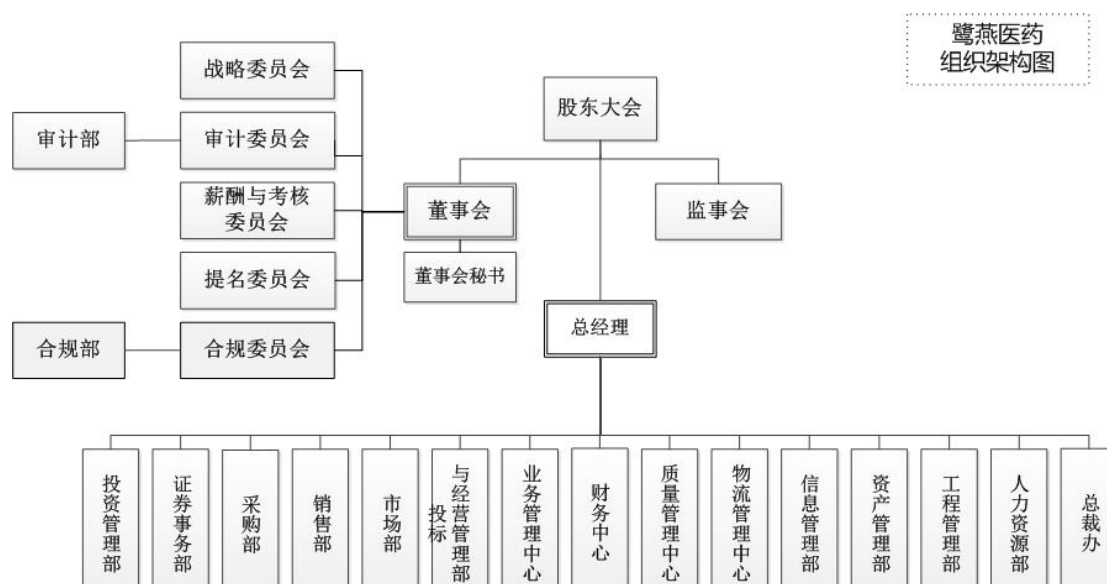 鹭燕医药
组织架构图
战略委员会
股东大会
审计部
审计委员会
薪酬与考核
委员会
董事会
监事会
提名委员会
董事会秘书
总经理
合规部
合规委员会
投资管理部
证券事务部
采购部
销售部
市场部
投标
与经营管理部
业务管理中心
财务中心
质量管理中心
物流管理中心
信息管理部
资产管理部
工程管理部
人力资源部
总裁办